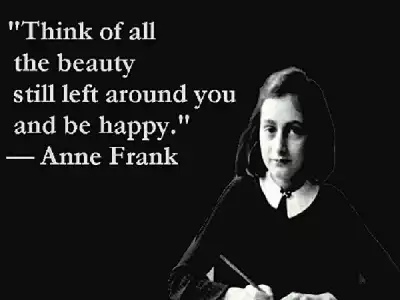 "Think of all
the beauty
still left around you
and be happy."
— Anne Frank